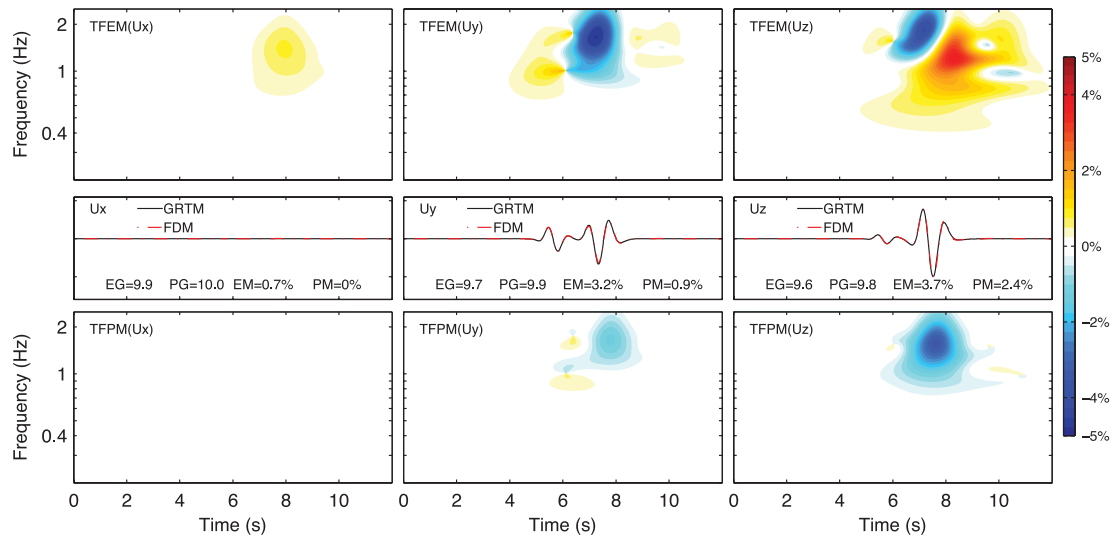 TFEM(Ux)
TFEM(Uy)
TFEM(Uz)
Frequency (Hz)
2
1
0.4
5%
4%
2%
0%
−2%
−4%
−5%
Ux
GRTM
FDM
EG=9.9 PG=10.0 EM=0.7% PM=0%
Uy
GRTM
FDM
EG=9.7 PG=9.9 EM=3.2% PM=0.9%
Uz
GRTM
FDM
EG=9.6 PG=9.8 EM=3.7% PM=2.4%
TFPM(Ux)
TFPM(Uy)
TFPM(Uz)
Frequency (Hz)
2
1
0.4
0 2 4 6 8 10
0 2 4 6 8 10
0 2 4 6 8 10 12
Time (s)
Time (s)
Time (s)